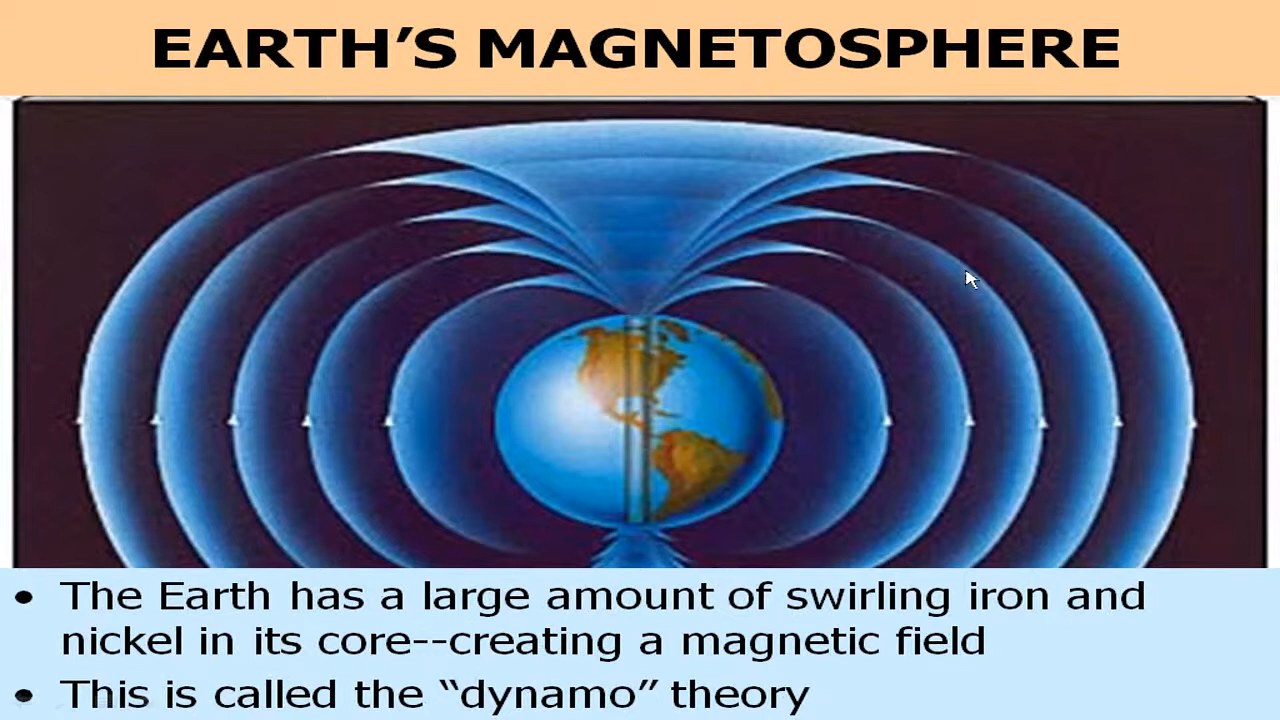 EARTH’S MAGNETOSPHERE
• The Earth has a large amount of swirling iron and
nickel in its core--creating a magnetic field
• This is called the “dynamo” theory